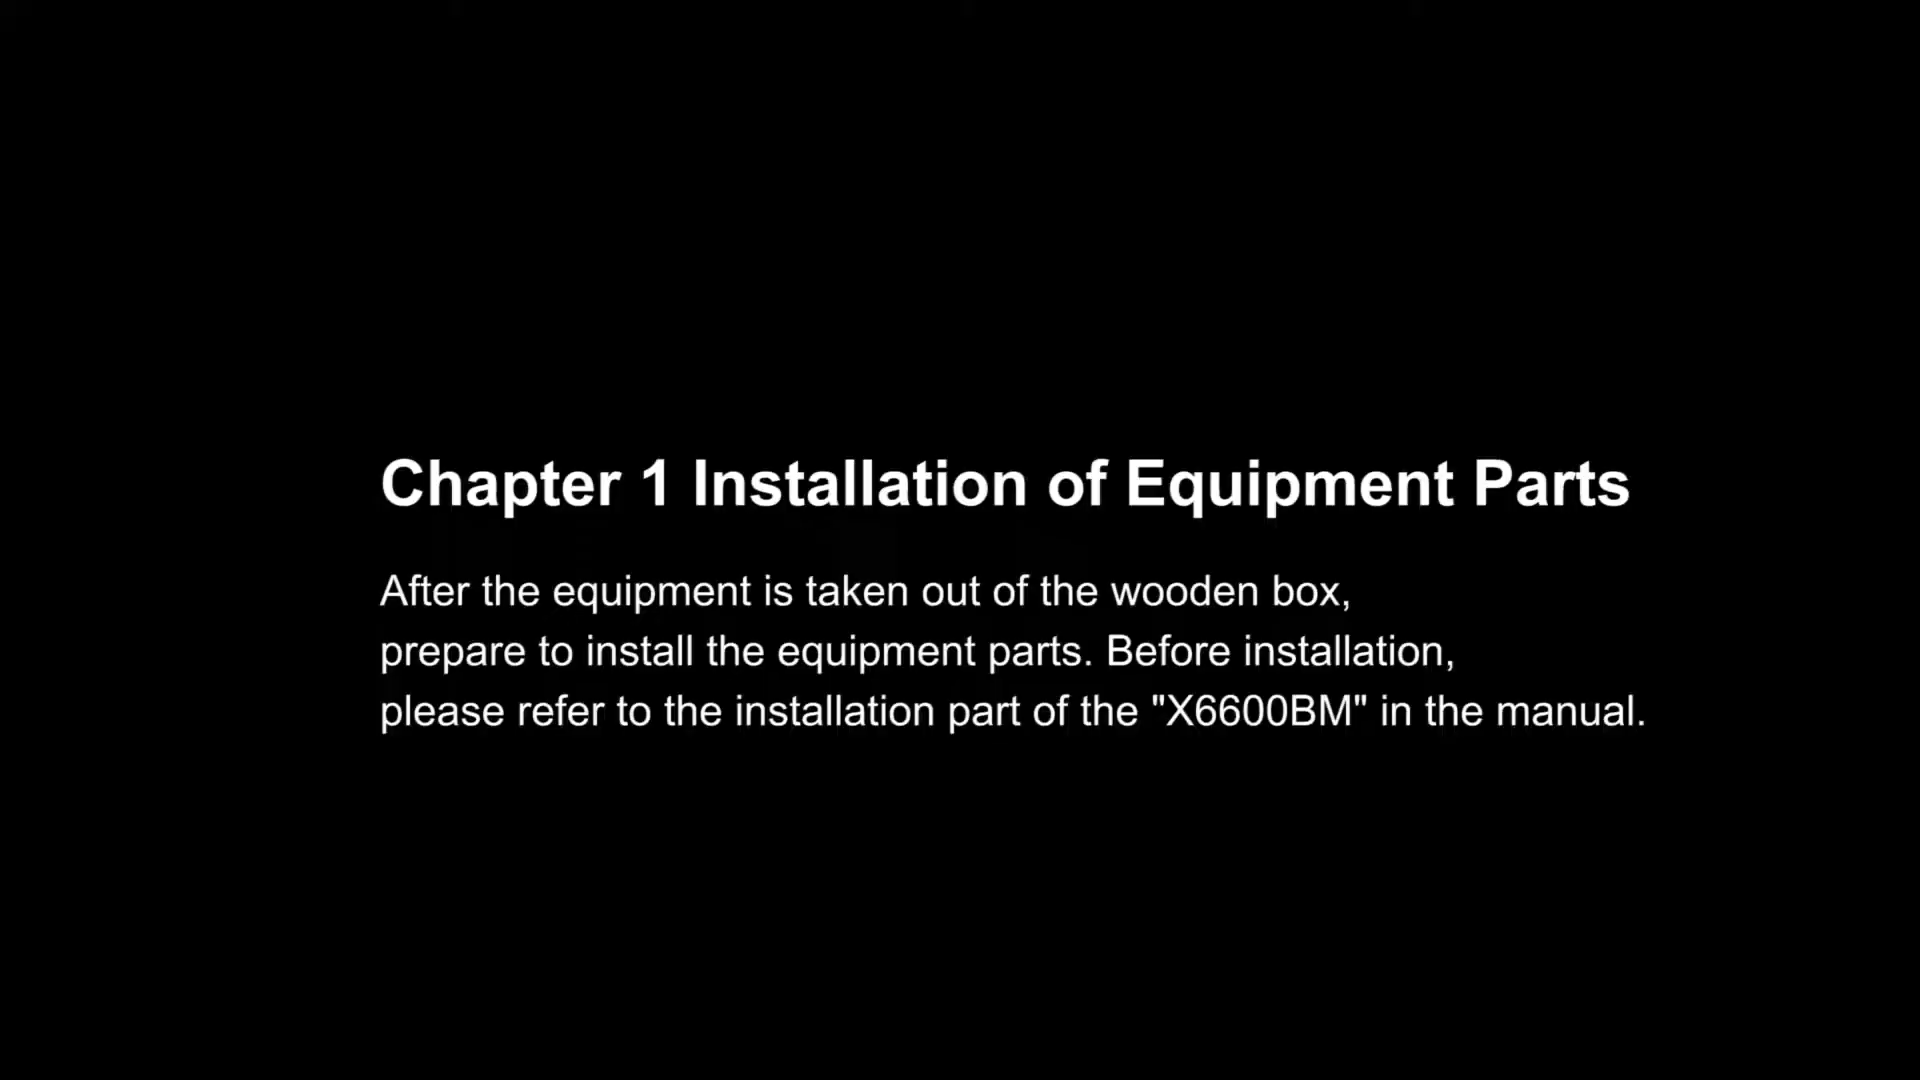 Chapter 1 Installation of Equipment Parts
After the equipment is taken out of the wooden box,
prepare to install the equipment parts. Before installation,
please refer to the installation part of the "X6600BM" in the manual.